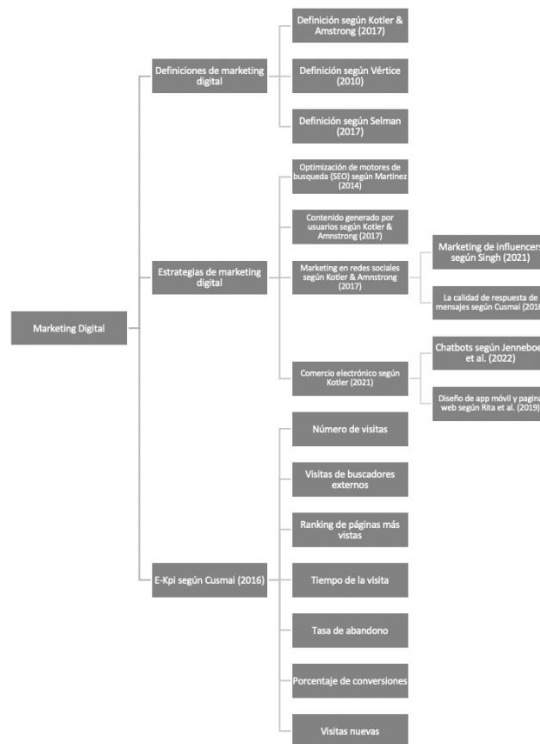 Definición según Kotler &
Amstrong (2017)
Definiciones de marketing
digital
Definición según Vértice
(2010)
Definición según Selman
(2017)
Optimización de motores de
busqueda (SEO) según Martinez
(2014)
Contenido generado por
usuarios según Kotler &
Amnstrong (2017)
Estrategias de marketing
digital
Marketing en redes sociales
según Kotler & Amnstrong
(2017)
Marketing de influencers
según Singh (2021)
La calidad de respuesta de
mensajes según Cusmai (2016)
Marketing Digital
Comercio electrónico según
Kotler (2021)
Chatbots según
et al. (2022)
Diseño de app móvil y pagina
web según Rita et al. (2019)
Número de visitas
Visitas de buscadores
externos
Ranking de páginas más
vistas
E-Kpi según Cusmai (2016)
Tiempo de la visita
Tasa de abandono
Porcentaje de conversiones
Visitas nuevas